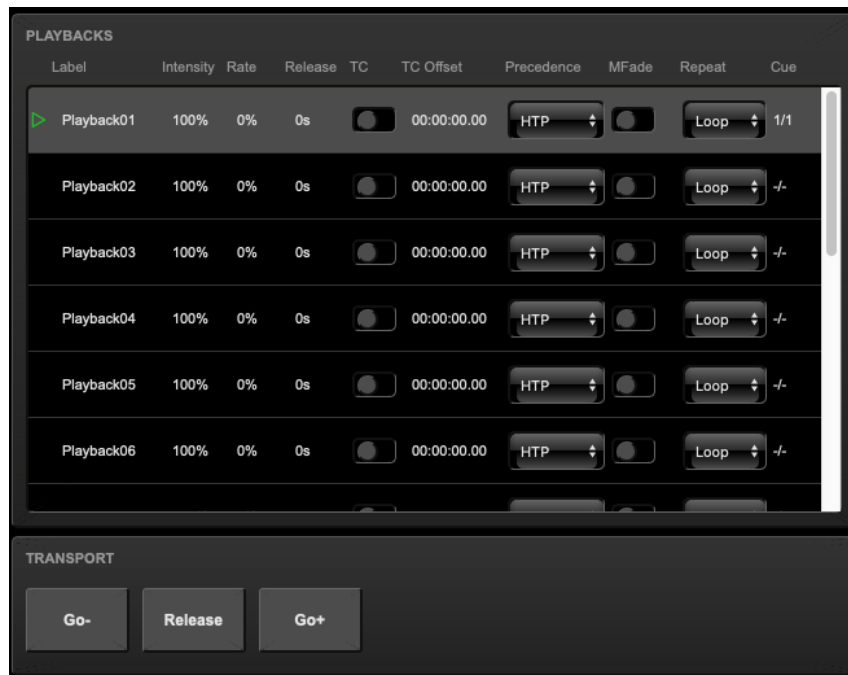 PLAYBACKS
Label Intensity Rate Release TC TC Offset Precedence MFade Repeat Cue
Playback01 100% 0% 0s 00:00:00.00 HTP Loop 1/1
Playback02 100% 0% 0s 00:00:00.00 HTP Loop -/-
Playback03 100% 0% 0s 00:00:00.00 HTP Loop -/-
Playback04 100% 0% 0s 00:00:00.00 HTP Loop -/-
Playback05 100% 0% 0s 00:00:00.00 HTP Loop -/-
Playback06 100% 0% 0s 00:00:00.00 HTP Loop -/-
TRANSPORT
Go- Release Go+